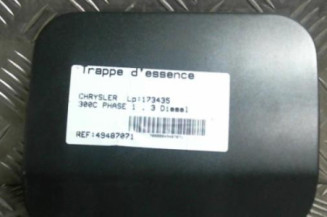 Trappe d'essence
CHRYSLER Lp:173435
300C PHASE 1 . 3 Diesel
REF:49487071